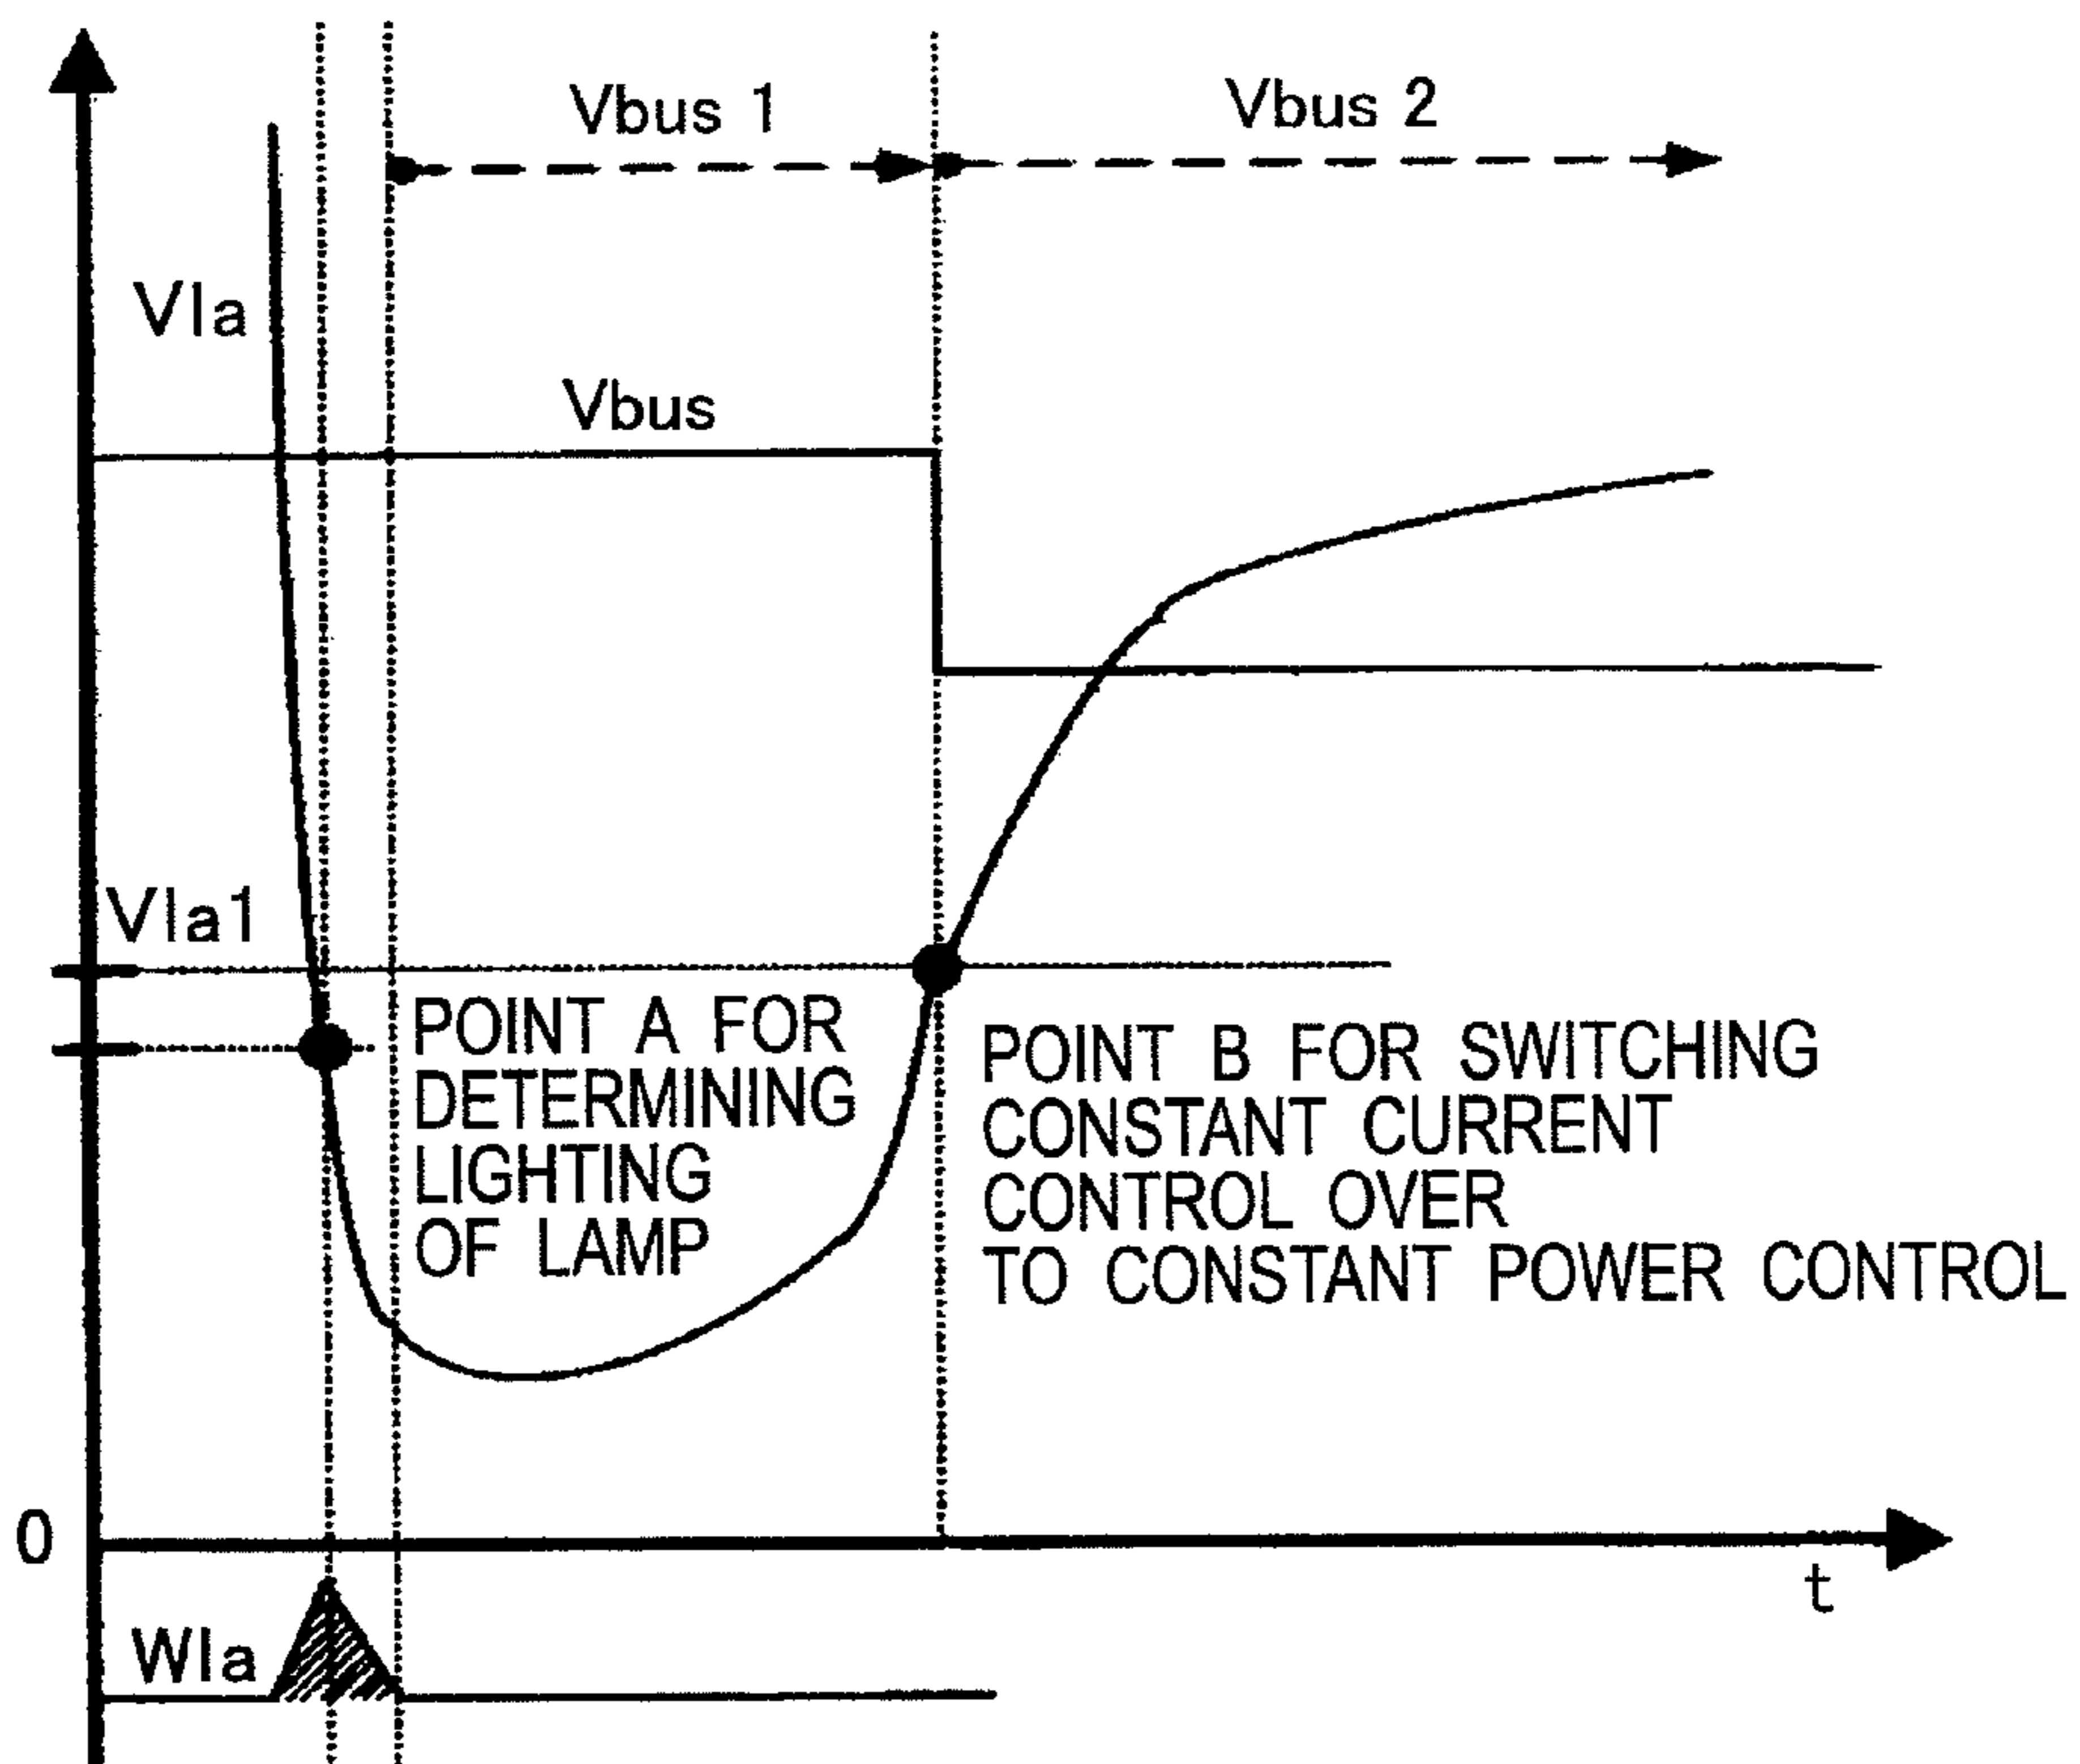 Vbus 1
Vbus 2
Vla
Vbus
Vla1
POINT A FOR
DETERMINING
LIGHTING
OF LAMP
POINT B FOR SWITCHING
CONSTANT CURRENT
CONTROL OVER
TO CONSTANT POWER CONTROL
0
t
Wla